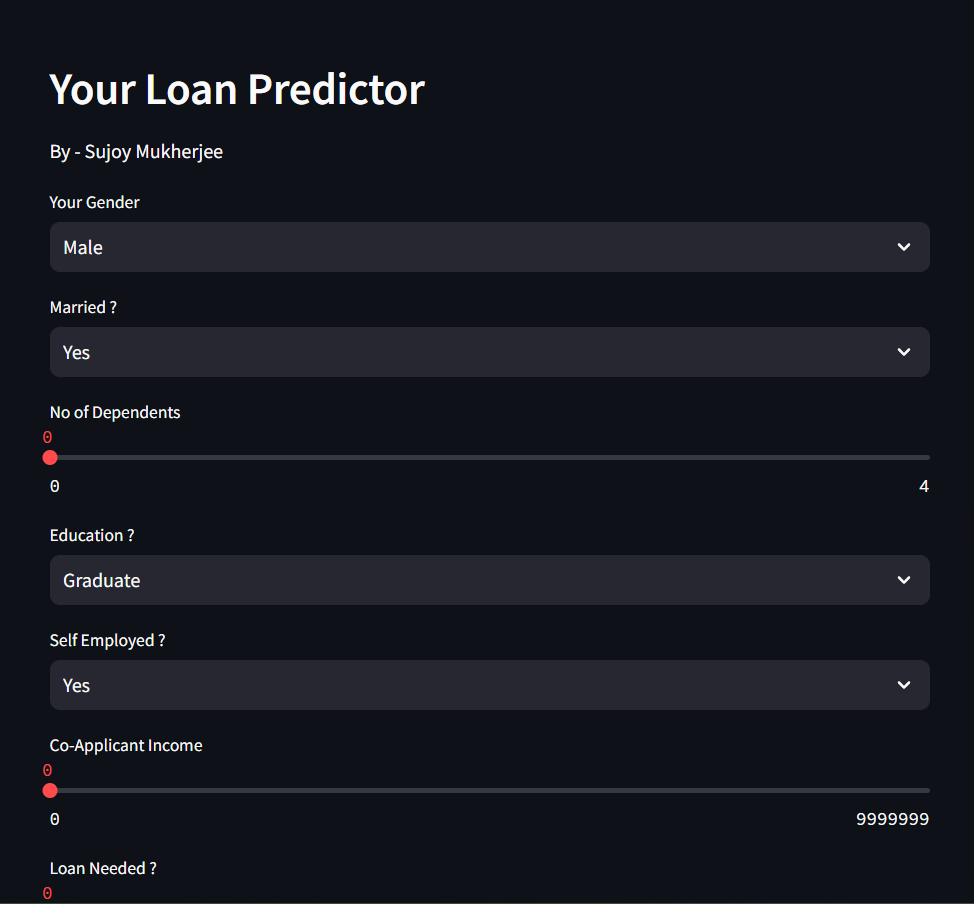 Your Loan Predictor
By - Sujoy Mukherjee
Your Gender
Male
Married ?
Yes
No of Dependents
0
0 4
Education ?
Graduate
Self Employed ?
Yes
Co-Applicant Income
0
0 9999999
Loan Needed ?
0